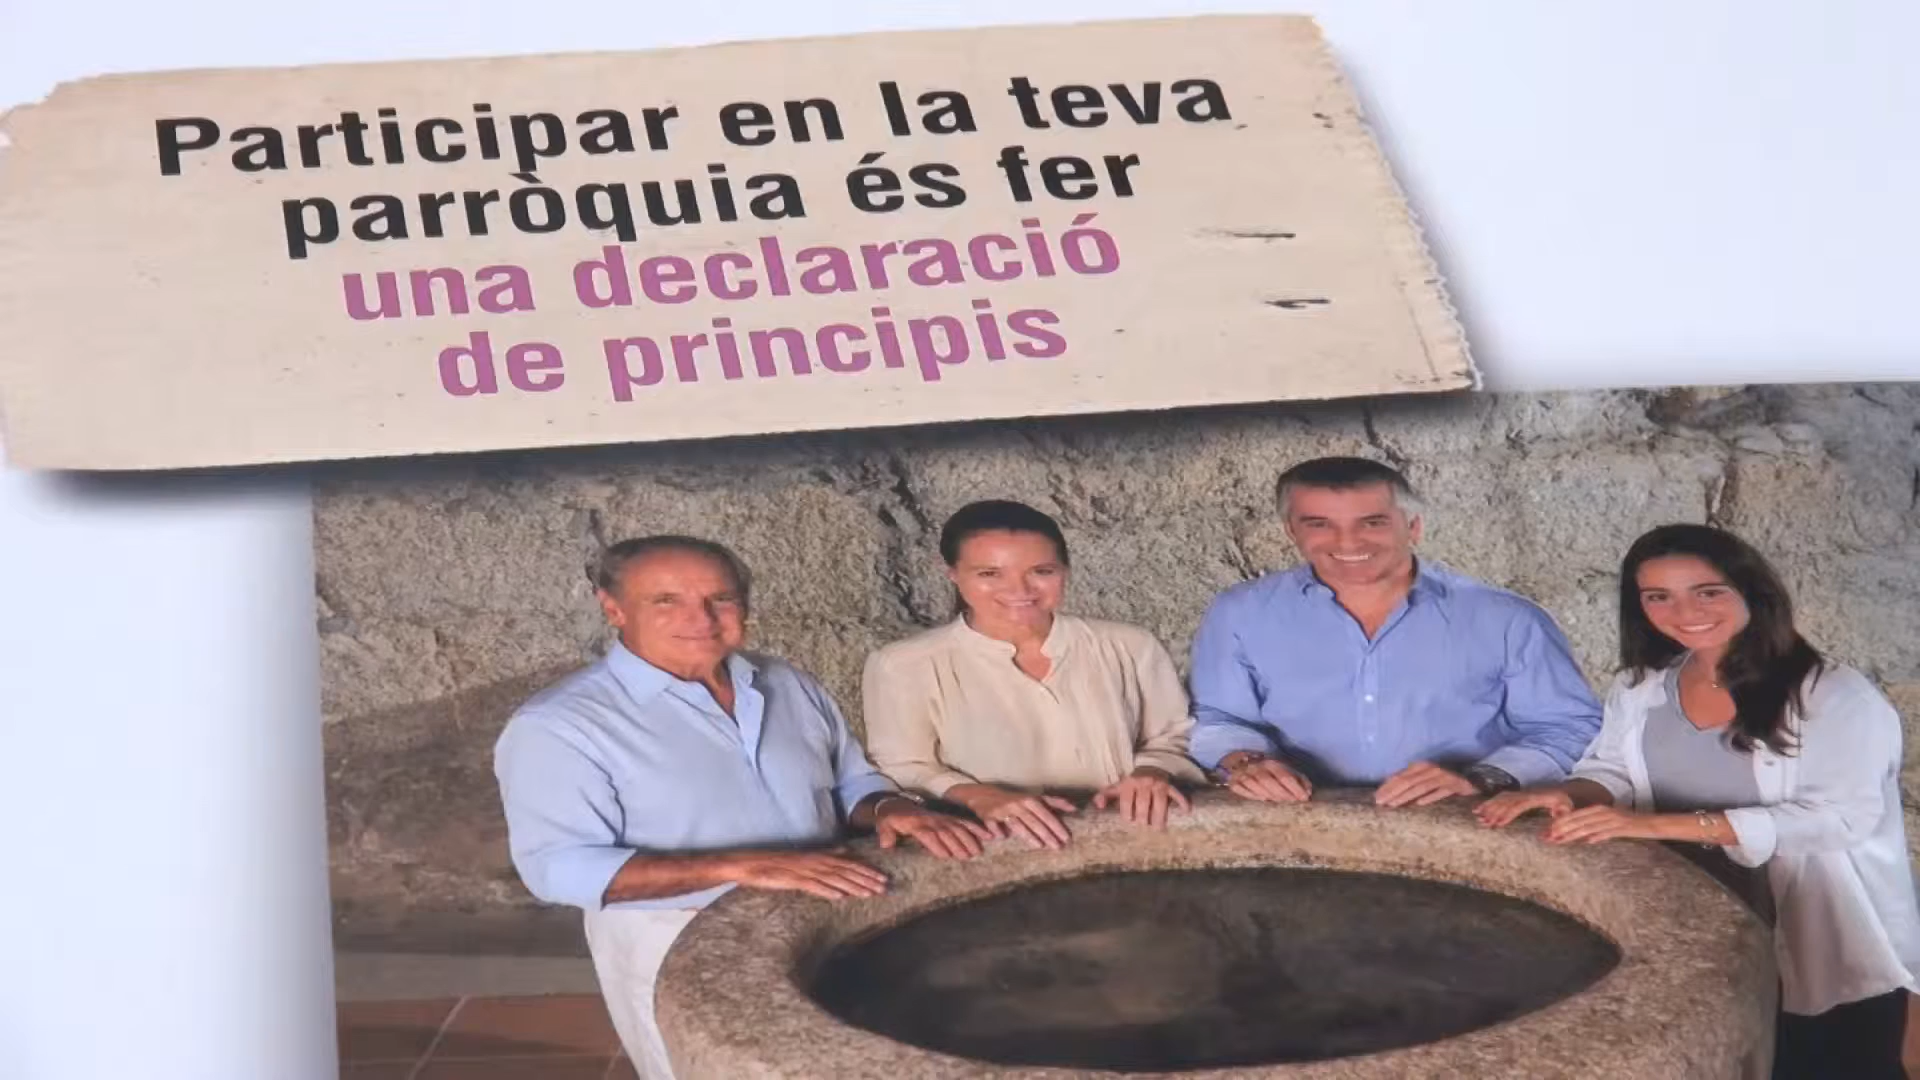 Participar en la teva
parròquia és fer
una declaració
de principis